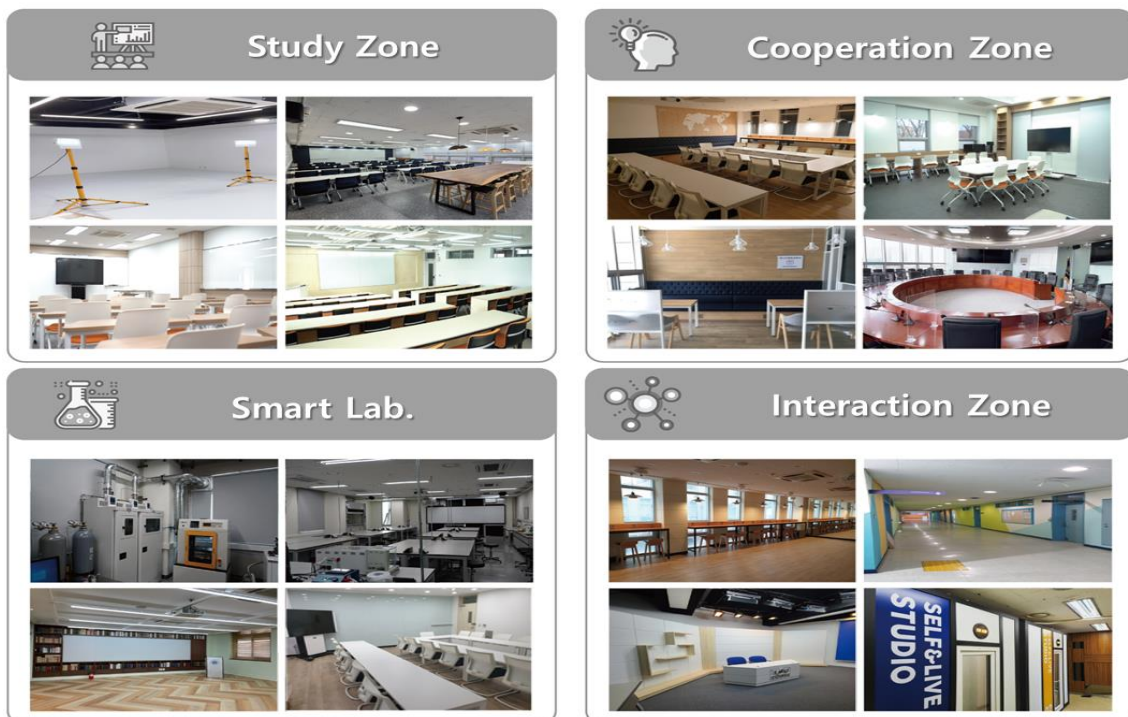 Study Zone
Cooperation Zone
Smart Lab.
Interaction Zone
SELF&LIVE
STUDIO